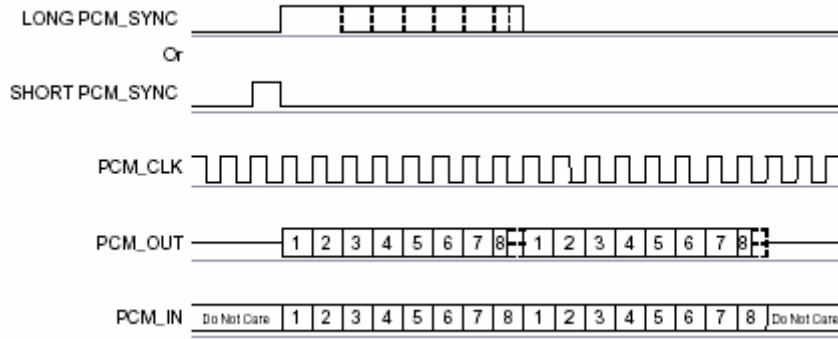 LONG PCM_SYNC
Or
SHORT PCM_SYNC
PCM_CLK
PCM_OUT 1 2 3 4 5 6 7 8 1 2 3 4 5 6 7 8
PCM_IN Do Not Care 1 2 3 4 5 6 7 8 1 2 3 4 5 6 7 8 Do Not Care